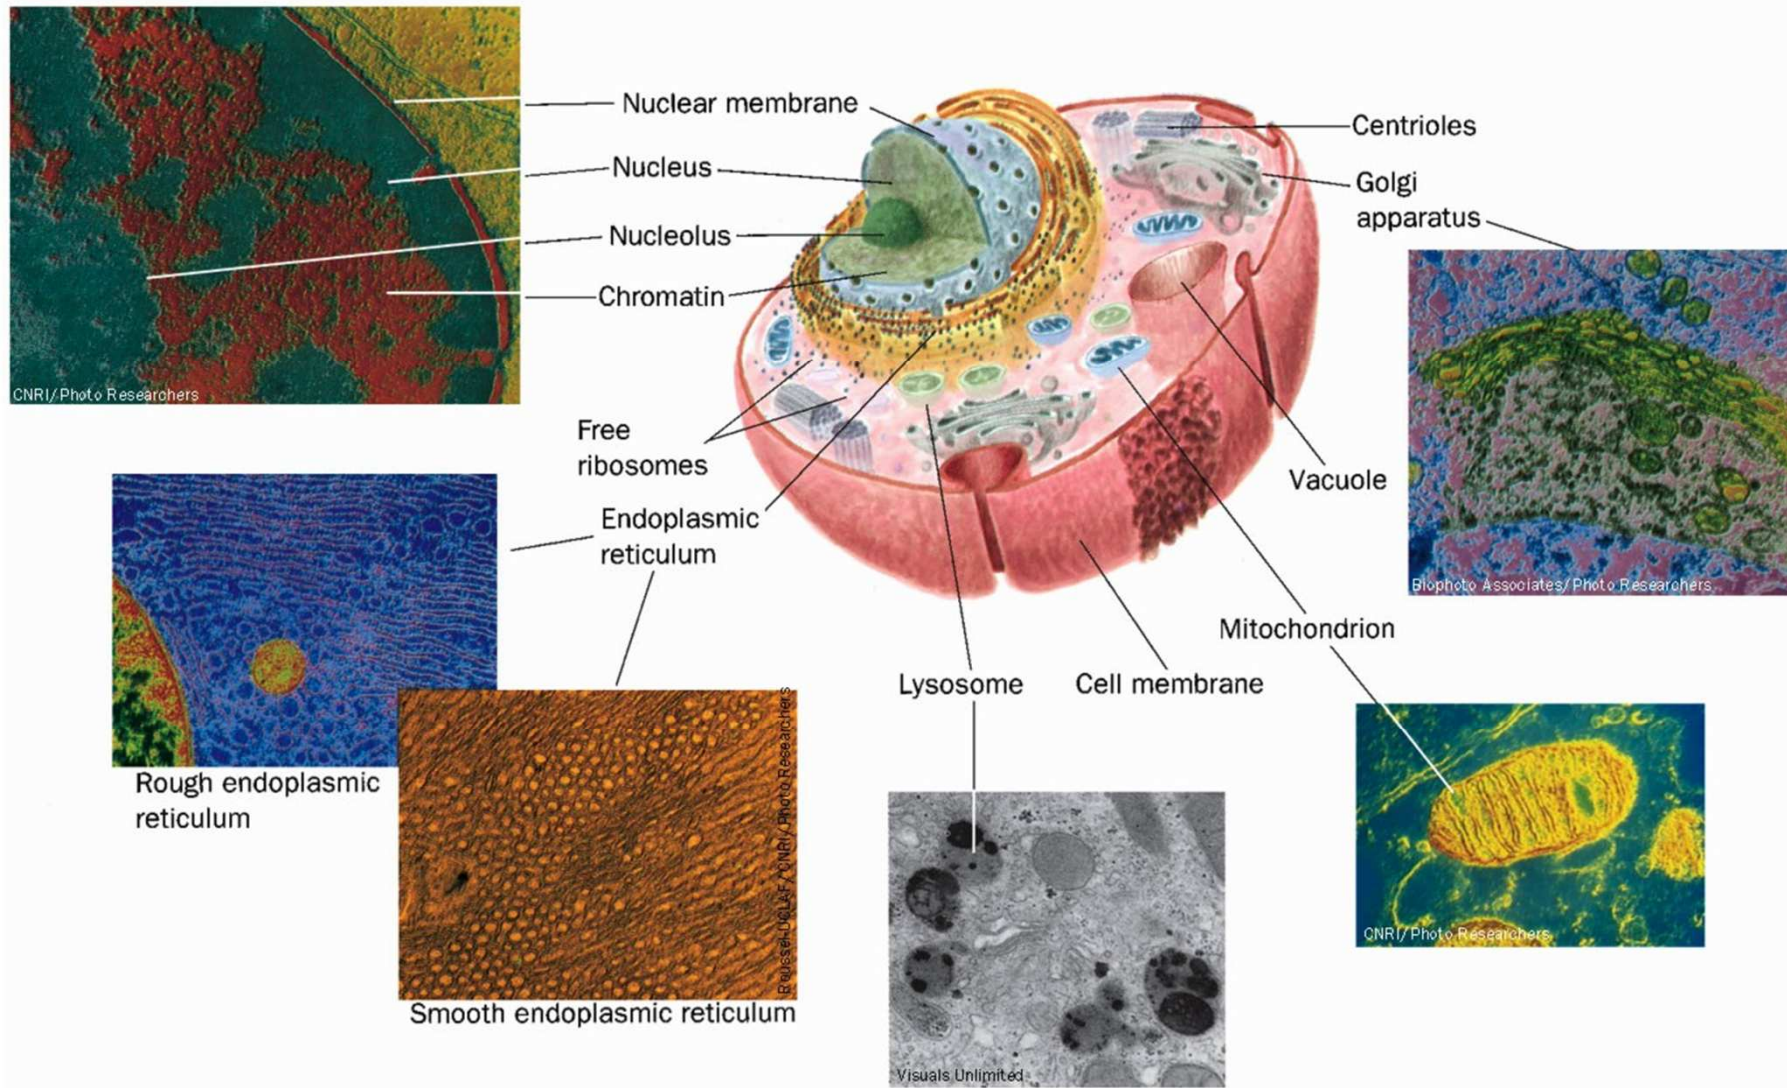 Nuclear membrane
Nucleus
Nucleolus
Chromatin
CNRI/Photo Researchers
Centrioles
Golgi
apparatus
Biophoto Associates/Photo Researchers
Free
ribosomes
Endoplasmic
reticulum
Vacuole
Mitochondrion
Lysosome
Cell membrane
Rough endoplasmic
reticulum
Roussel-UCLAF/CNRI/Photo Researchers
Smooth endoplasmic reticulum
Visuals Unlimited
CNRI/Photo Researchers